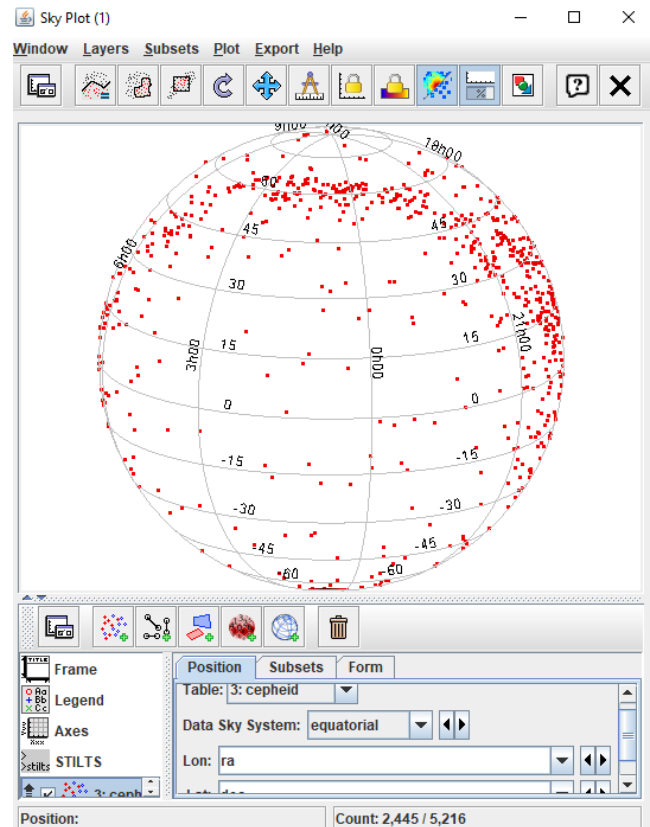 Sky Plot (1)
Window Layers Subsets Plot Export Help
18h00
60
45 45
6h00
30 30
21h00
15 15
3h00 0h00
0 0
-15 -15
-30 -30
-45 -45
-60 -60
Frame
Legend
Axes
STILTS
Position Subsets Form
Table: 3: cepheid
Data Sky System: equatorial
Lon: ra
Position:
Count: 2,445 / 5,216